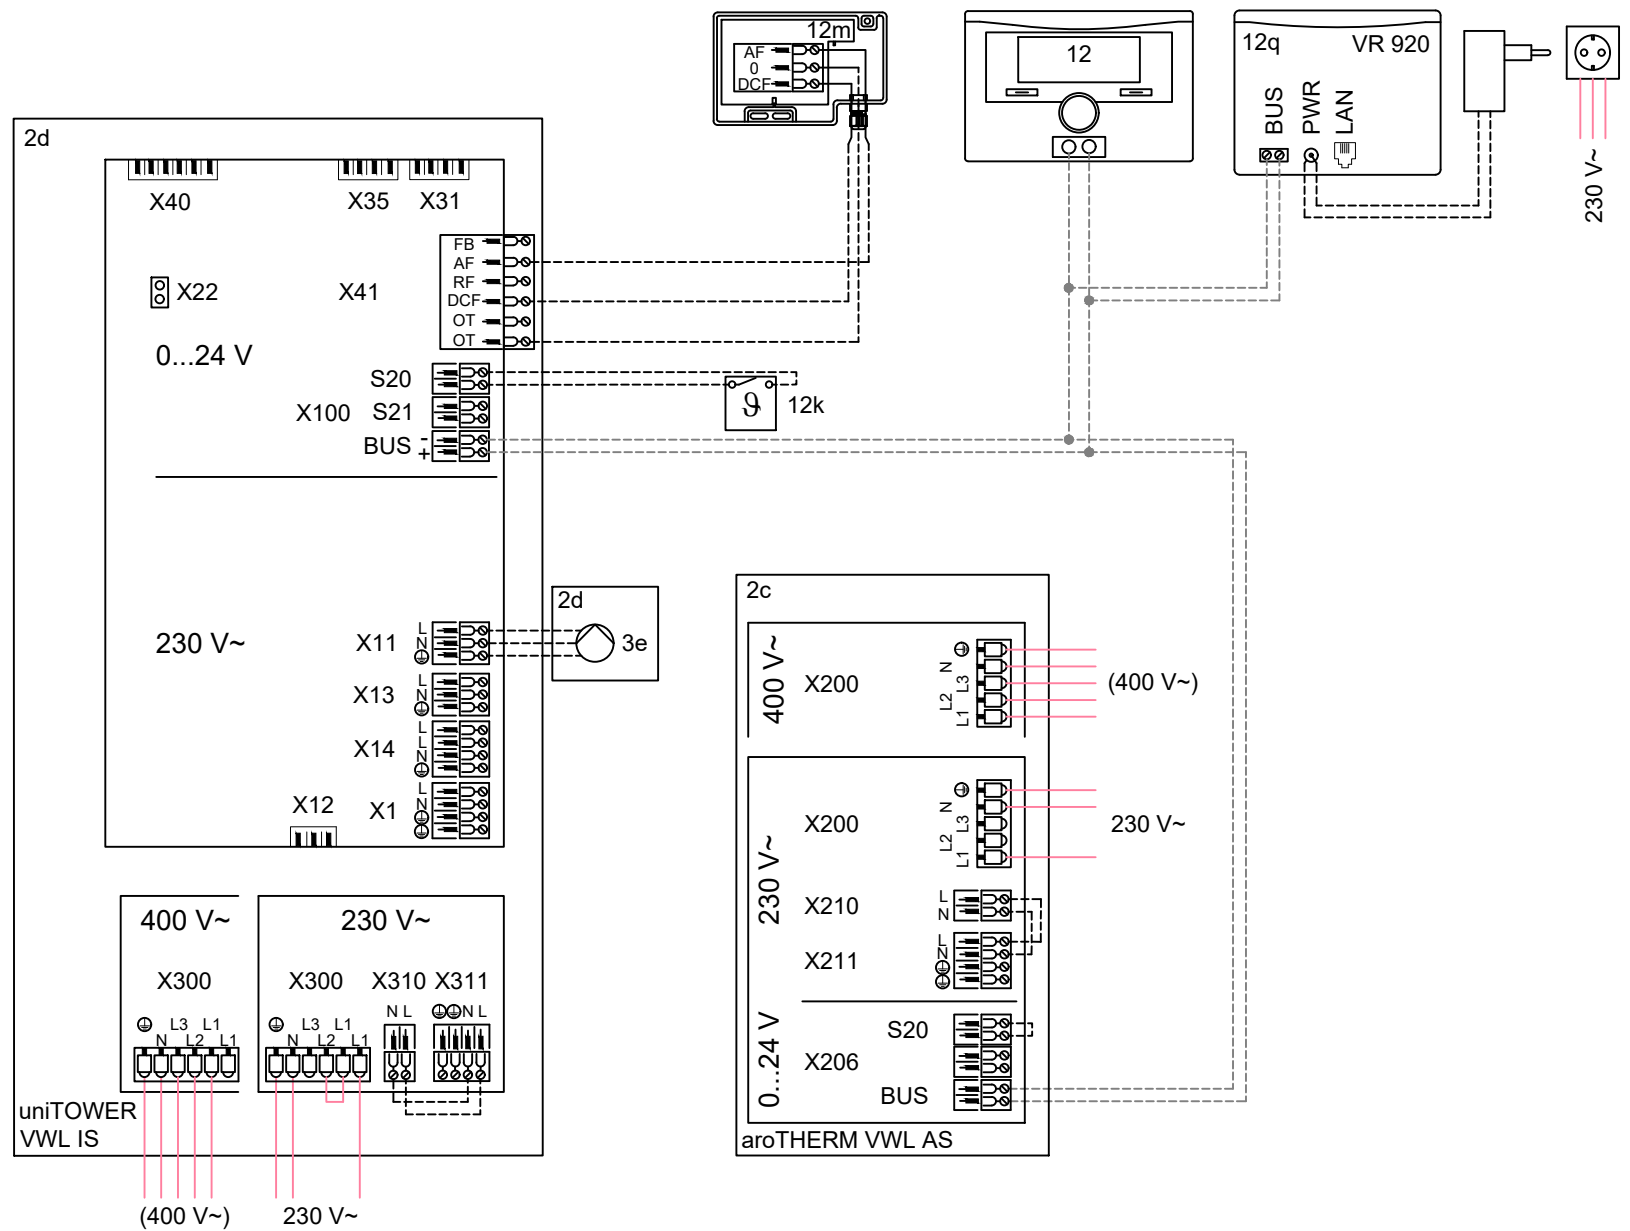 2d
X40
X35
X31
X22
X41
0...24 V
FB
AF
RF
DCF
OT
OT
S20
X100
S21
BUS
-
+
230 V~
X11
L
N
X13
L
N
X14
L
L
N
X1
L
N
X12
400 V~
X300
L3
L1
N
L2
L1
230 V~
X300
X310
X311
L3
L1
N
L2
L1
N L
N L
uniTOWER
VWL IS
(400 V~)
230 V~
2d
3e
12m
AF
0
DCF
12k
ϑ
12
12q
VR 920
BUS
PWR
LAN
230 V~
2c
400 V~
X200
N
L3
L2
L1
(400 V~)
230 V~
X200
N
L3
L2
L1
230 V~
X210
L
N
X211
L
N
0...24 V
S20
X206
BUS
aroTHERM VWL AS